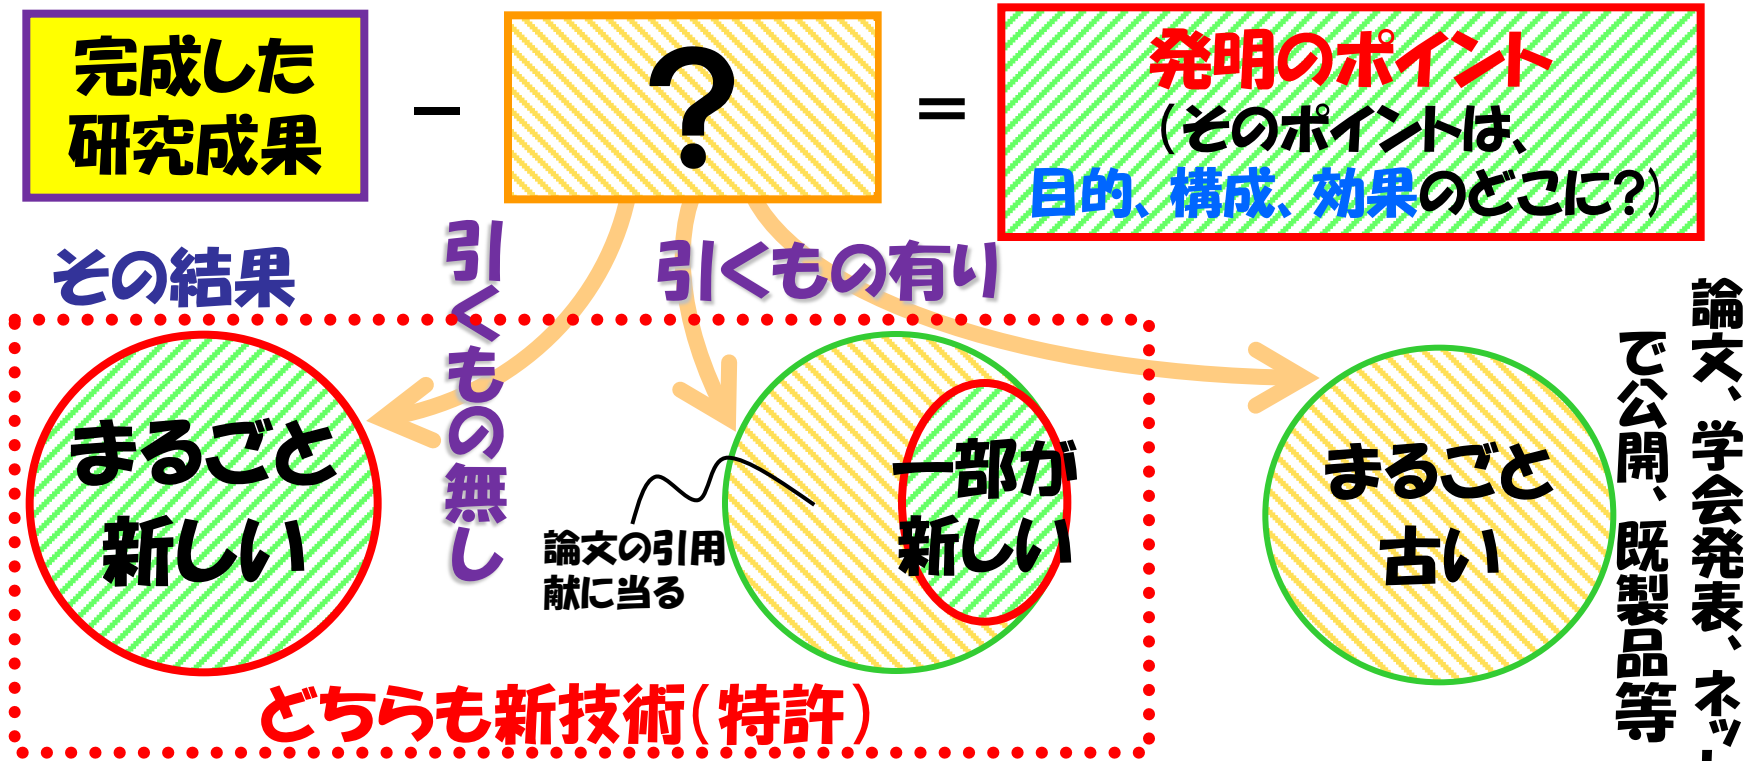 完成した
研究成果
－
？
＝
発明のポイント
（そのポイントは、
目的、構成、効果のどこに？）
その結果
引くもの無し
引くもの有り
まるごと
新しい
論文の引用
献に当る
一部が
新しい
まるごと
古い
論文、学会発表、ネッ
で公開、既製品等
どちらも新技術（特許）